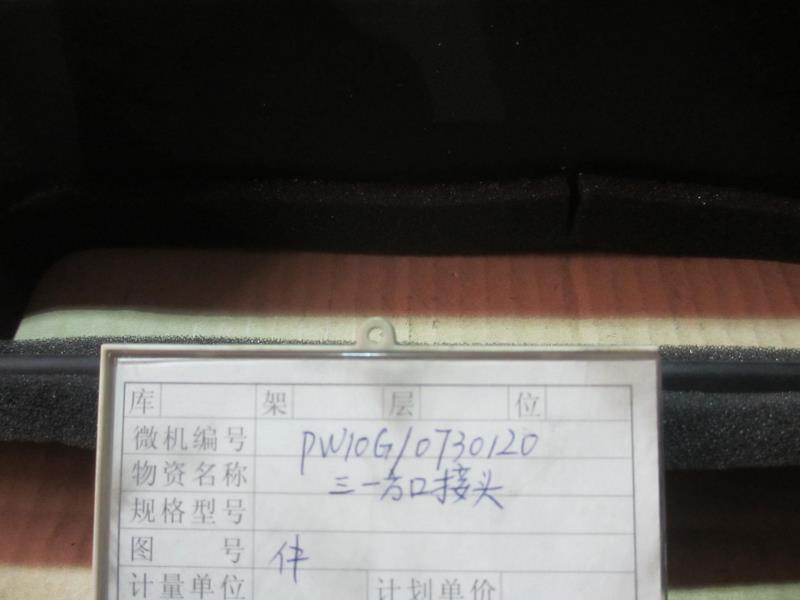 库 架 层 位
微机编号 PW10G/0730120
物资名称 三一方口接头
规格型号
图 号 件
计量单位 计划单价